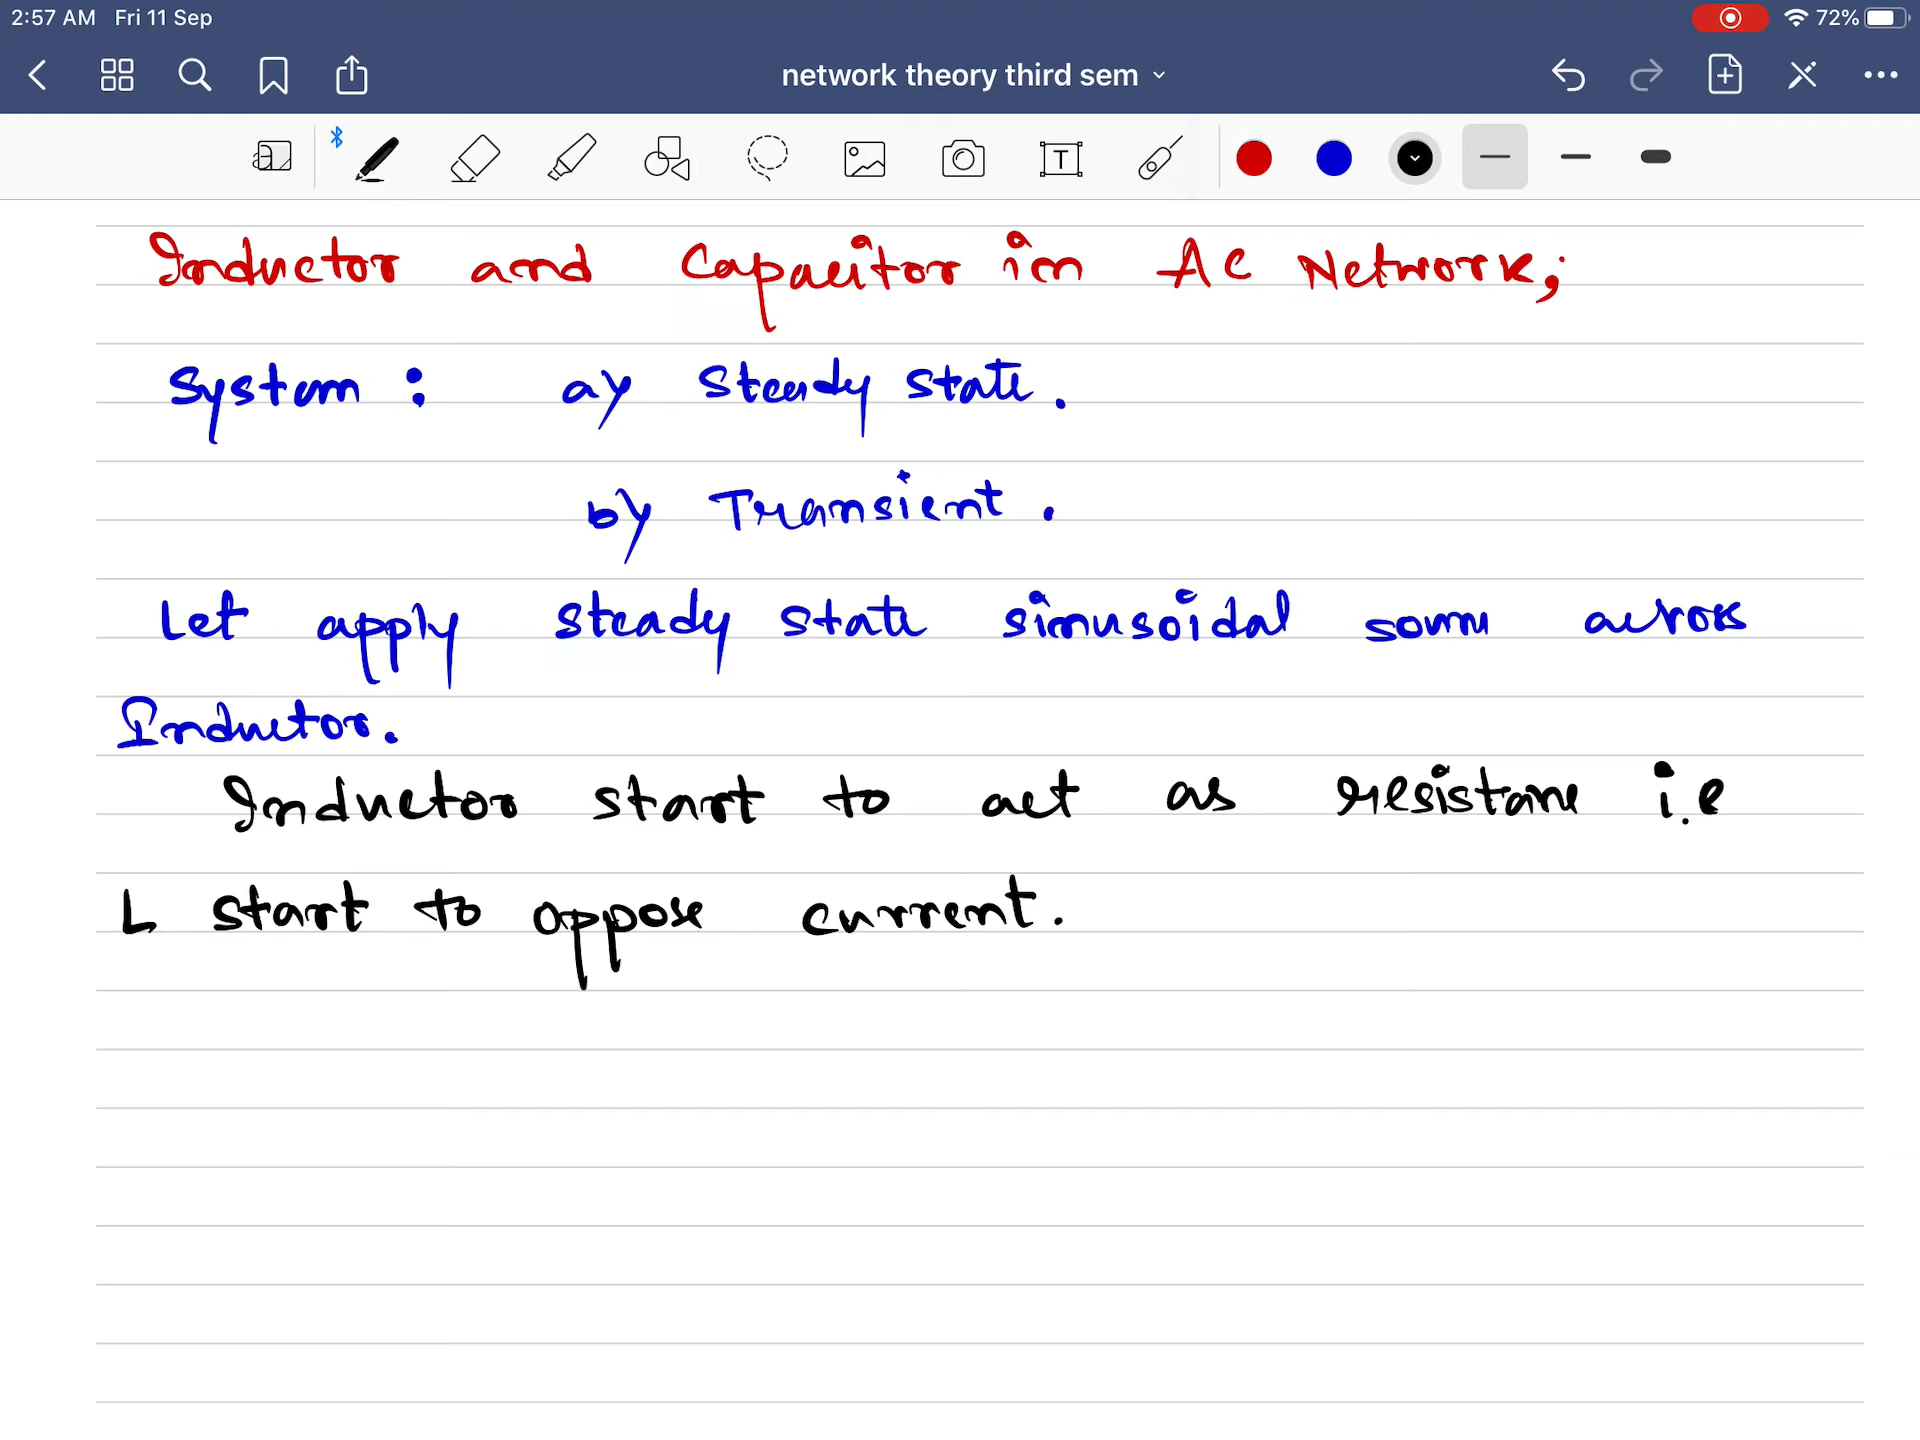 2:57 AM Fri 11 Sep
72%
network theory third sem
T
Inductor and Capacitor in AC Network;
System : a) Steady state.
b) Transient.
Let apply steady state sinusoidal source across
Inductor.
Inductor start to act as resistance i.e
L start to oppose current.